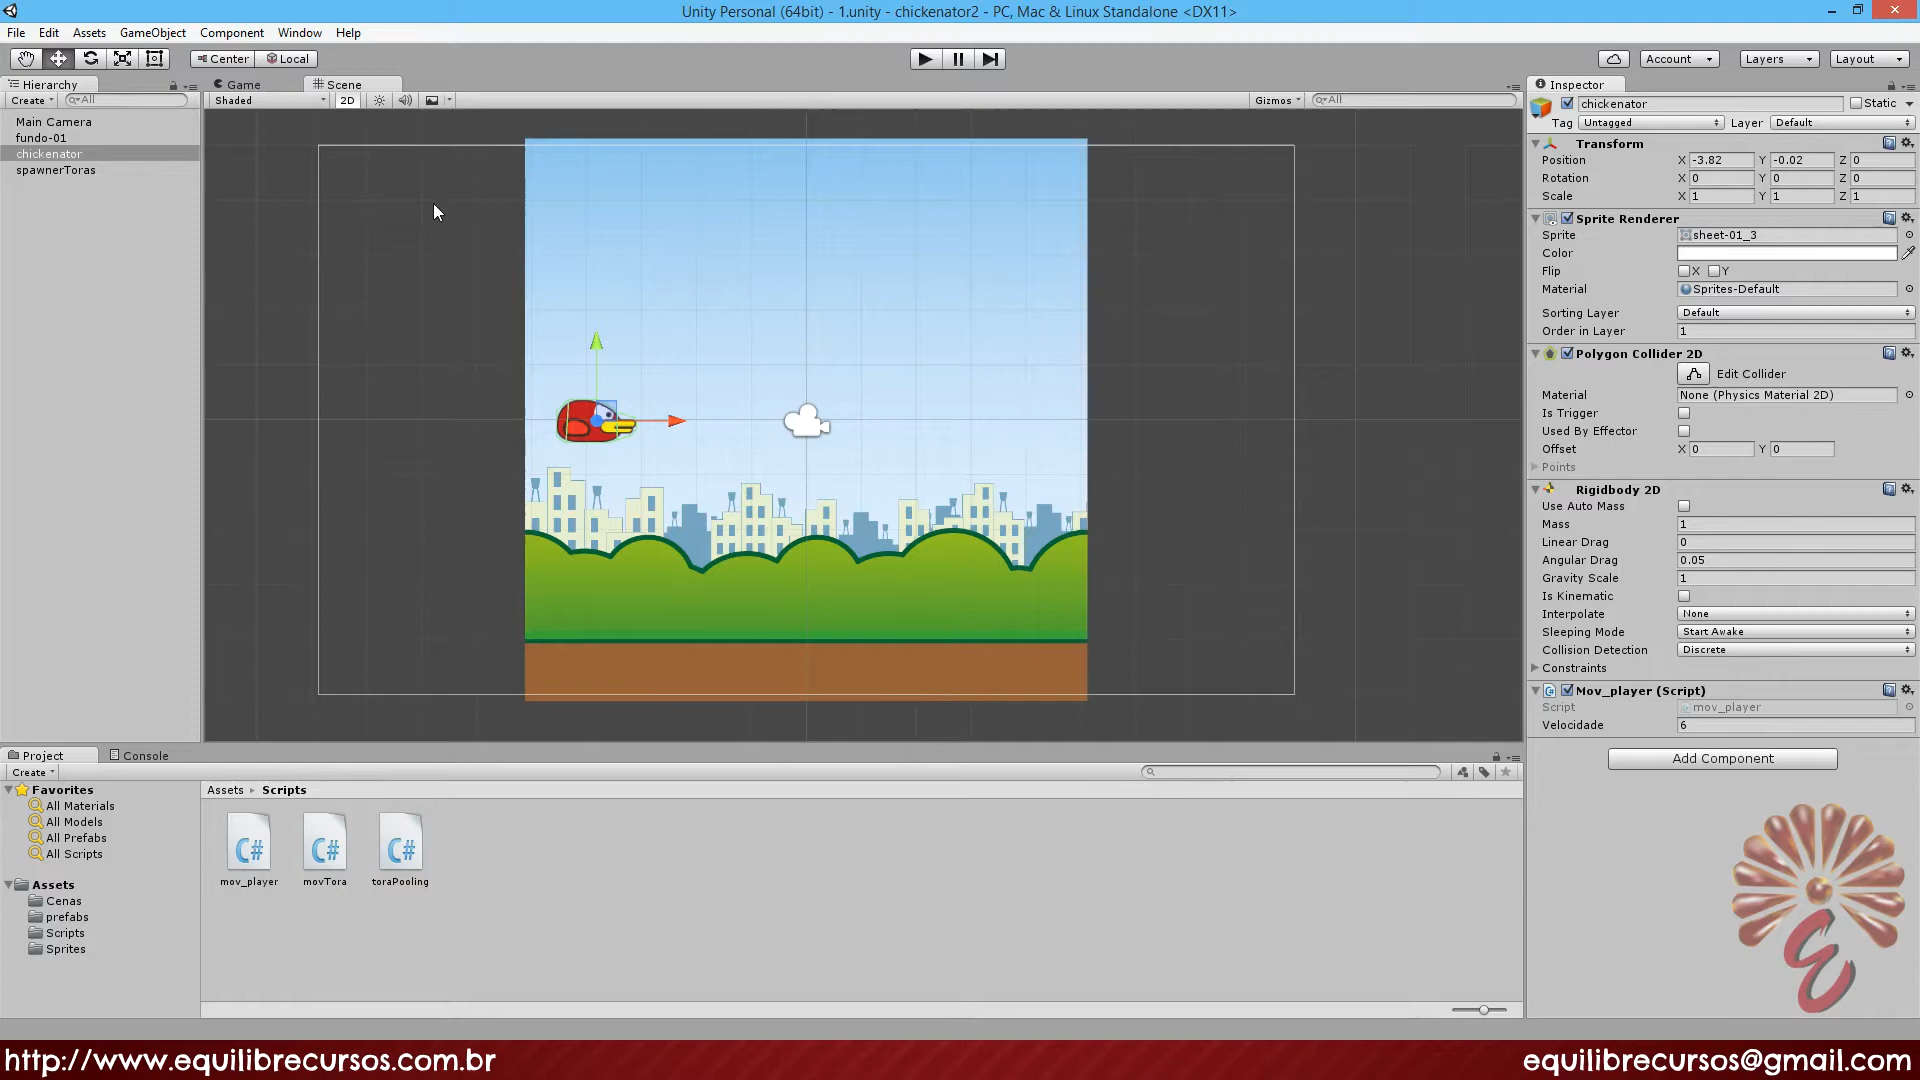 Unity Personal (64bit) - 1.unity - chickenator2 - PC, Mac & Linux Standalone <DX11>
File Edit Assets GameObject Component Window Help
Center Local Account Layers Layout
Hierarchy
Create All
Main Camera
fundo-01
chickenator
spawnerToras
Game Scene
Shaded 2D Gizmos All
Inspector
chickenator Static
Tag Untagged Layer Default
Transform
Position X -3.82 Y -0.02 Z 0
Rotation X 0 Y 0 Z 0
Scale X 1 Y 1 Z 1
Sprite Renderer
Sprite sheet-01_3
Color
Flip X Y
Material Sprites-Default
Sorting Layer Default
Order in Layer 1
Polygon Collider 2D
Edit Collider
Material None (Physics Material 2D)
Is Trigger
Used By Effector
Offset X 0 Y 0
Points
Rigidbody 2D
Use Auto Mass
Mass 1
Linear Drag 0
Angular Drag 0.05
Gravity Scale 1
Is Kinematic
Interpolate None
Sleeping Mode Start Awake
Collision Detection Discrete
Constraints
Mov_player (Script)
Script mov_player
Velocidade 6
Add Component
Project Console
Create
Favorites
All Materials
All Models
All Prefabs
All Scripts
Assets
Cenas
prefabs
Scripts
Sprites
Assets Scripts
C# C# C#
mov_player movTora toraPooling
E
http://www.equilibrecursos.com.br equilibrecursos@gmail.com